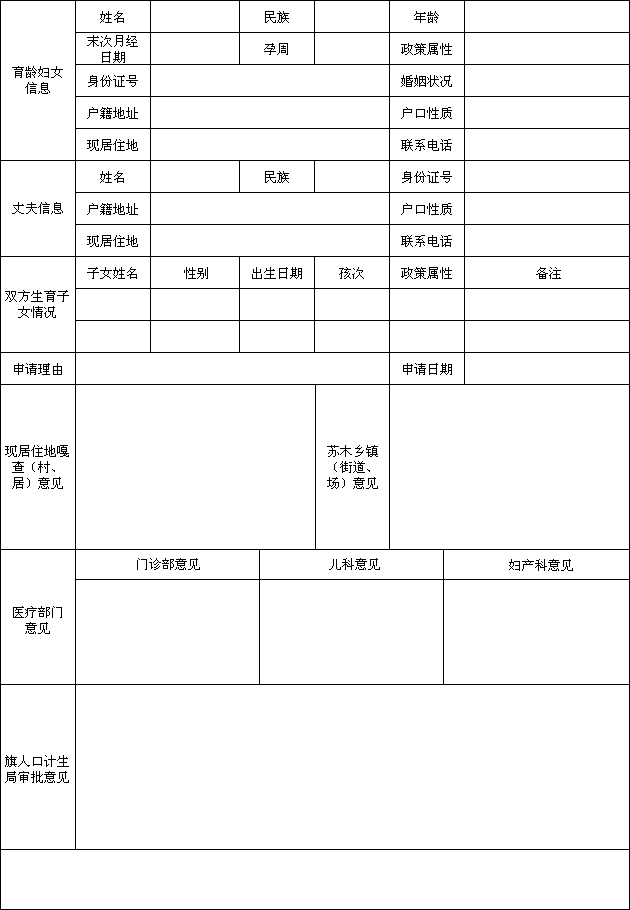 姓名 民族 年龄
末次月经
日期 孕周 政策属性
育龄妇女
信息
身份证号 婚姻状况
户籍地址 户口性质
现居住地 联系电话
姓名 民族 身份证号
丈夫信息 户籍地址 户口性质
现居住地 联系电话
子女姓名 性别 出生日期 孩次 政策属性 备注
双方生育子
女情况
申请理由 申请日期
现居住地嘎
查（村、
居）意见
苏木乡镇
（街道、
场）意见
门诊部意见 儿科意见 妇产科意见
医疗部门
意见
旗人口计生
局审批意见